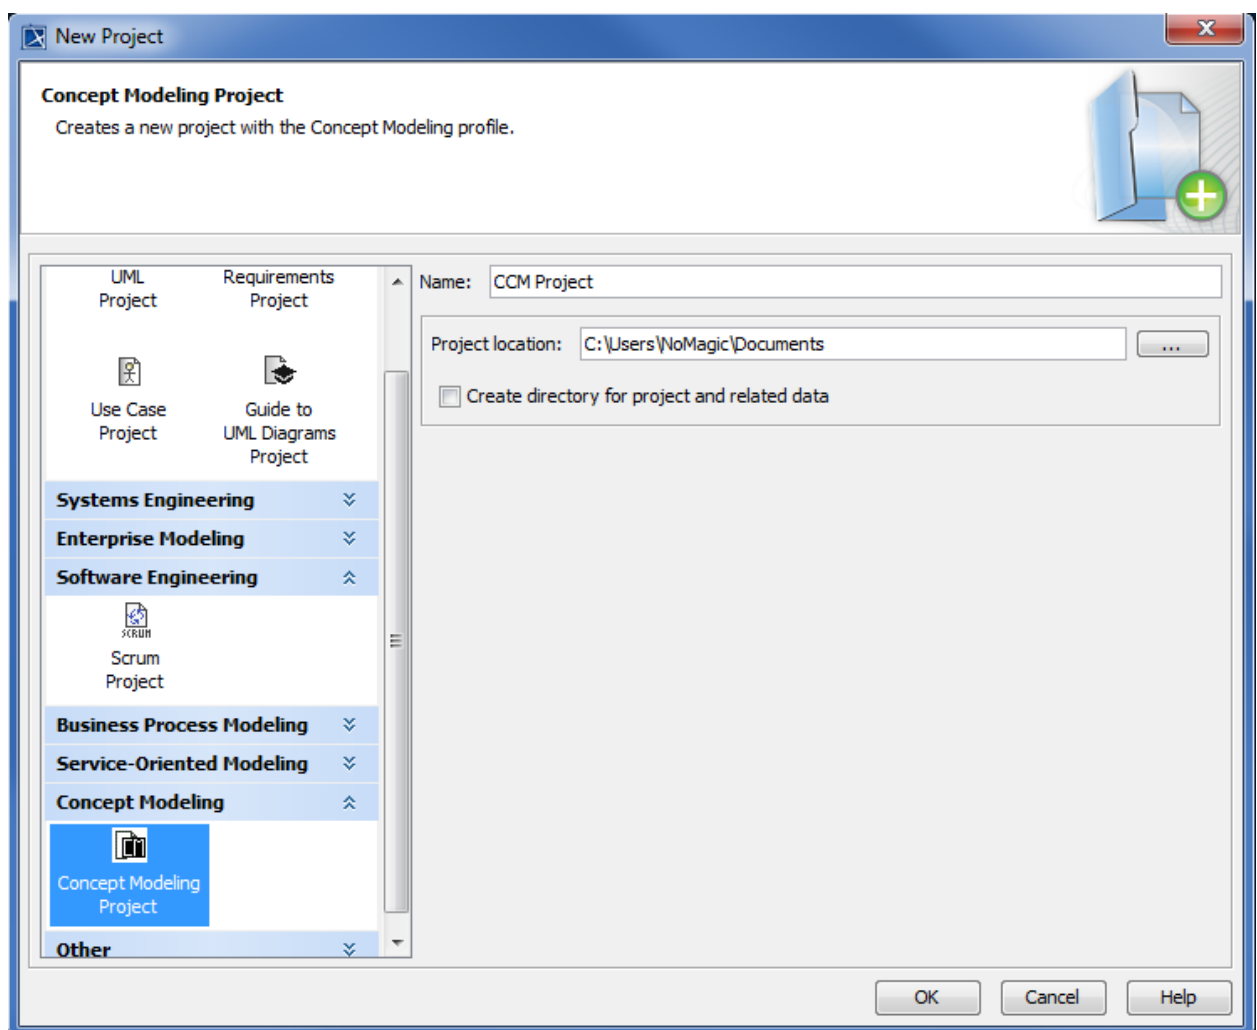 New Project
x
Concept Modeling Project
Creates a new project with the Concept Modeling profile.
UML Project
Requirements Project
Use Case Project
Guide to UML Diagrams Project
Systems Engineering
Enterprise Modeling
Software Engineering
SCRUM
Scrum Project
Business Process Modeling
Service-Oriented Modeling
Concept Modeling
Concept Modeling Project
Other
Name: CCM Project
Project location: C:\Users\NoMagic\Documents ...
Create directory for project and related data
OK Cancel Help